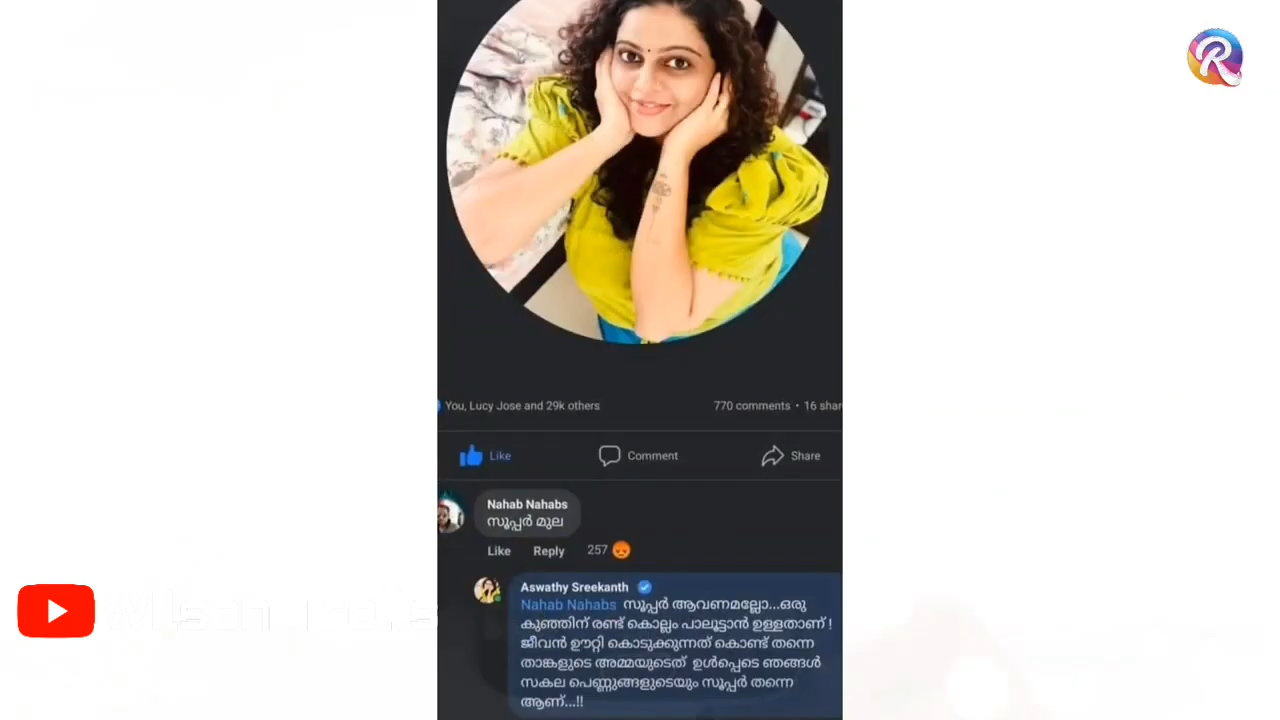 R
You, Lucy Jose and 29k others
770 comments • 16 shar
Like
Comment
Share
Nahab Nahabs
സൂപ്പർ മുല
Like Reply 257
Aswathy Sreekanth
Nahab Nahabs സൂപ്പർ ആവണമല്ലോ...ഒരു
കുഞ്ഞിന് രണ്ട് കൊല്ലം പാലൂട്ടാൻ ഉള്ളതാണ് !
ജീവൻ ഊറ്റി കൊടുക്കുന്നത് കൊണ്ട് തന്നെ
താങ്കളുടെ അമ്മയുടെത് ഉൾപ്പെടെ ഞങ്ങൾ
സകല പെണ്ണുങ്ങളുടെയും സൂപ്പർ തന്നെ
ആണ്...!!